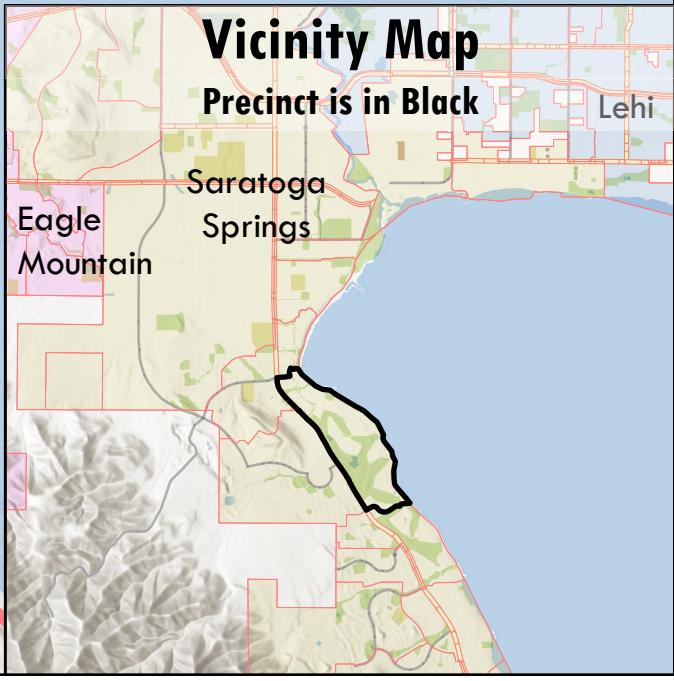 Vicinity Map
Precinct is in Black
Lehi
Saratoga
Springs
Eagle
Mountain